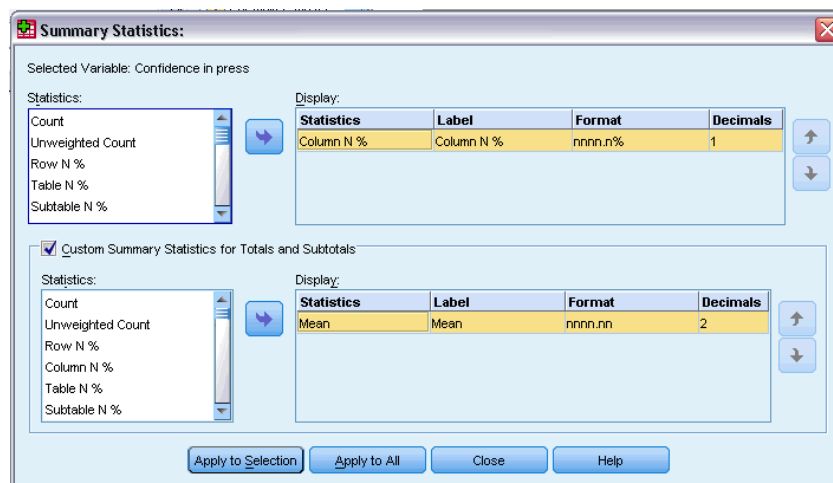 Summary Statistics:
Selected Variable: Confidence in press
Statistics:
Count
Unweighted Count
Row N %
Table N %
Subtable N %
Display:
Statistics Label Format Decimals
Column N % Column N % nnnn.n% 1
Custom Summary Statistics for Totals and Subtotals
Statistics:
Count
Unweighted Count
Row N %
Column N %
Table N %
Subtable N %
Display:
Statistics Label Format Decimals
Mean Mean nnnn.nn 2
Apply to Selection Apply to All Close Help